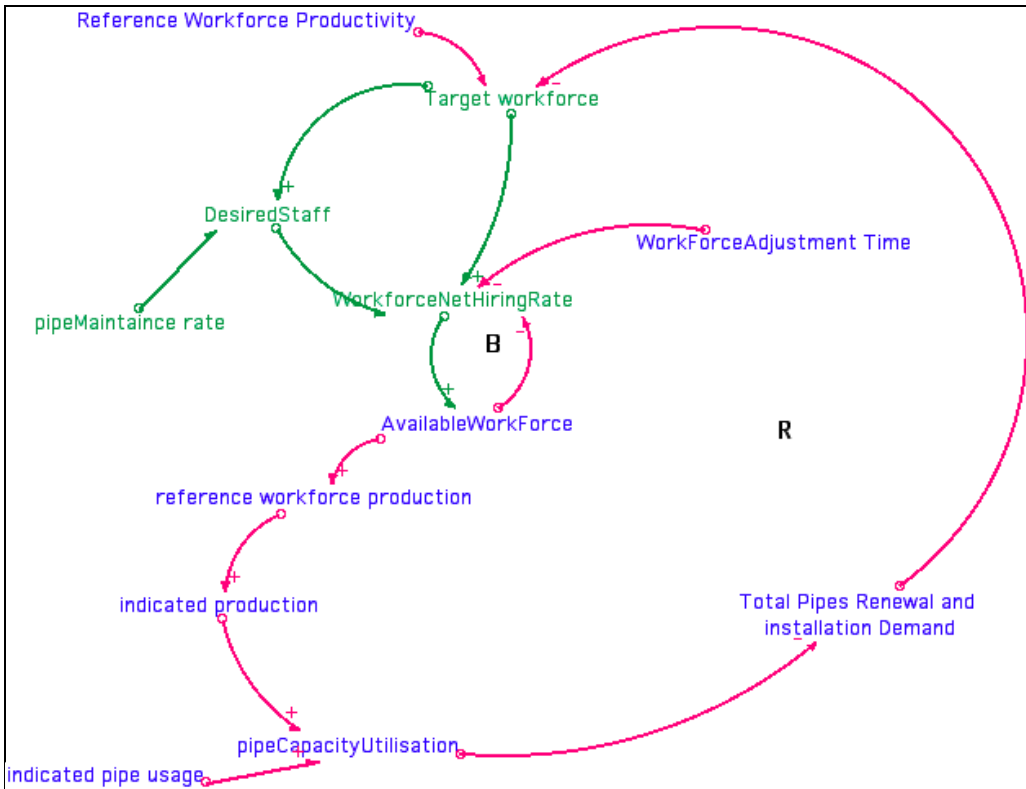 Reference Workforce Productivity
-
Target workforce
+
DesiredStaff
WorkForceAdjustment Time
+
-
WorkforceNetHiringRate
pipeMaintaince rate
-
B
+
AvailableWorkForce
R
+
reference workforce production
+
indicated production
Total Pipes Renewal and
installation Demand
-
+
pipeCapacityUtilisation
+
indicated pipe usage